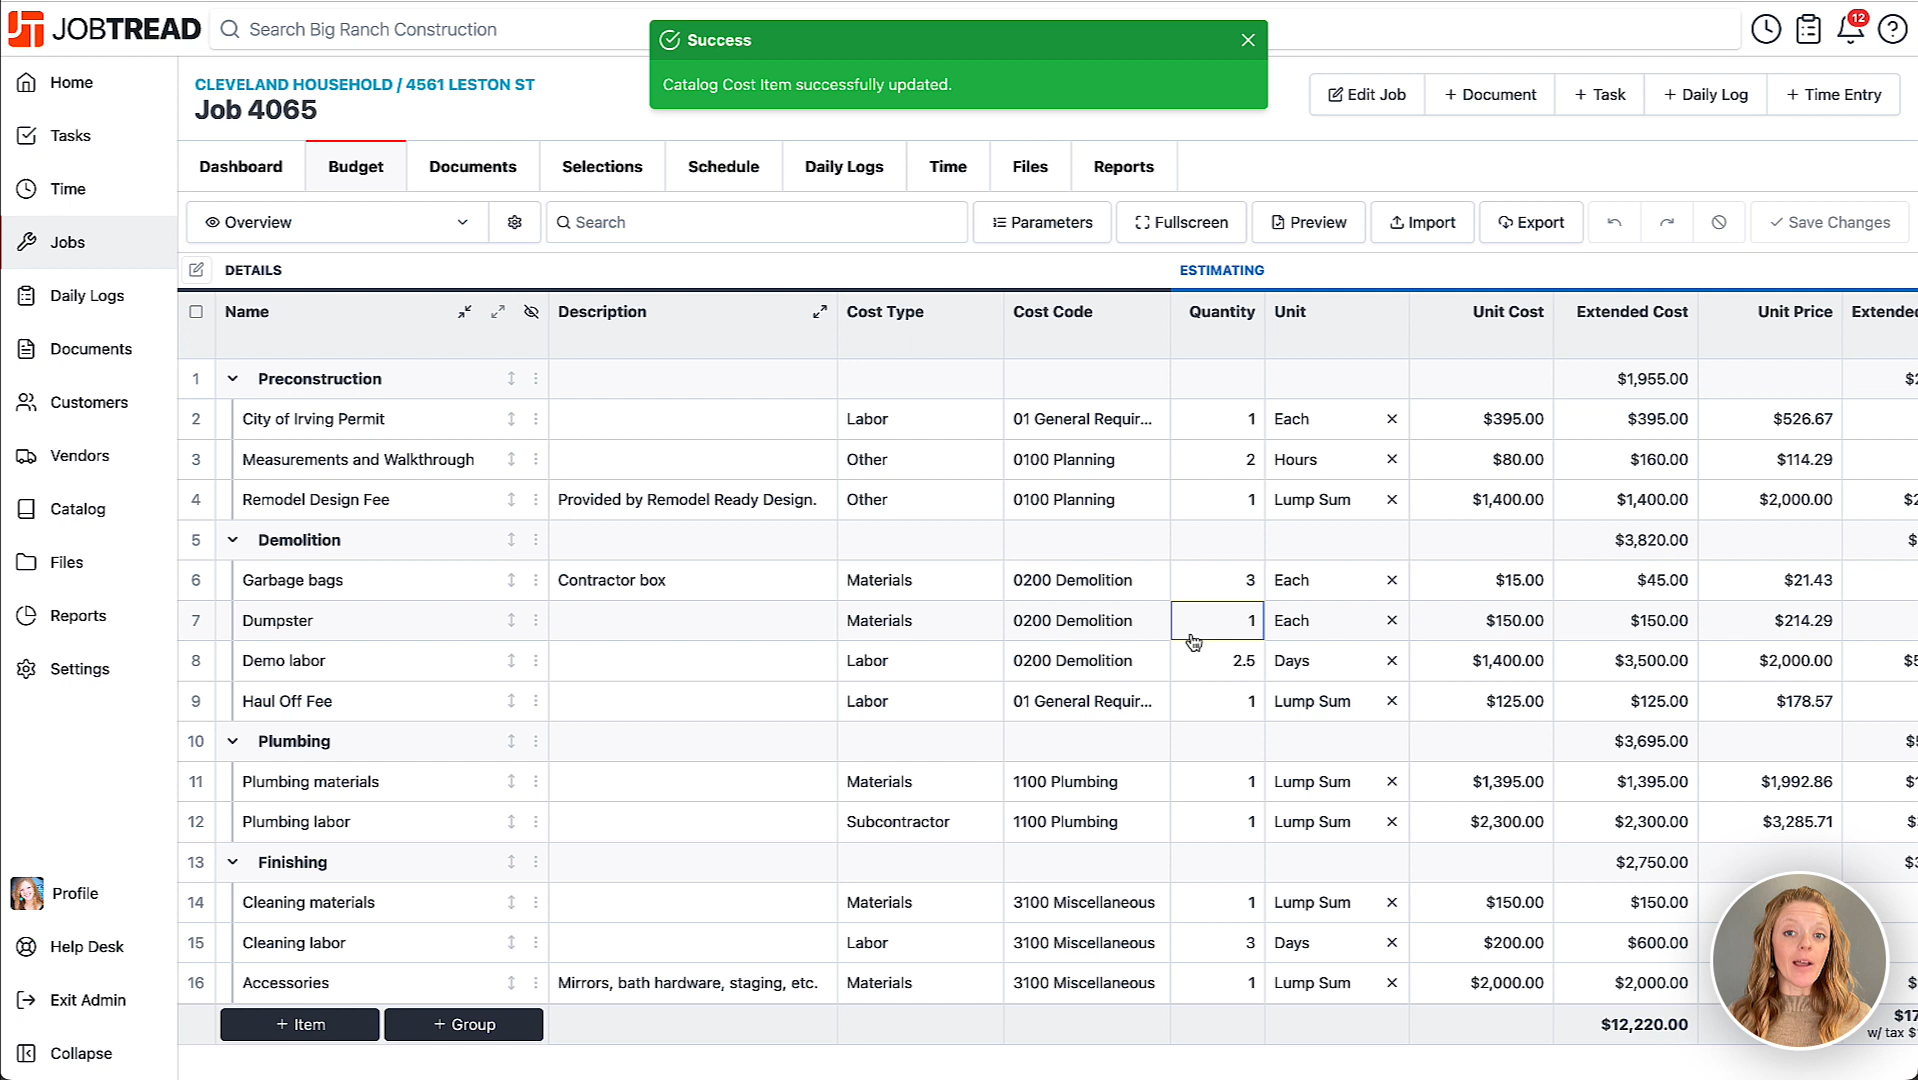 JOBTREAD
Search Big Ranch Construction
Success
Catalog Cost Item successfully updated.
12
CLEVELAND HOUSEHOLD / 4561 LESTON ST
Job 4065
Edit Job
+ Document
+ Task
+ Daily Log
+ Time Entry
Home
Tasks
Time
Jobs
Daily Logs
Documents
Customers
Vendors
Catalog
Files
Reports
Settings
Profile
Help Desk
Exit Admin
Collapse
Dashboard Budget Documents Selections Schedule Daily Logs Time Files Reports
Overview Search Parameters Fullscreen Preview Import Export Save Changes
DETAILS ESTIMATING
Name Description Cost Type Cost Code Quantity Unit Unit Cost Extended Cost Unit Price Extended
1 Preconstruction $1,955.00 $2
2 City of Irving Permit Labor 01 General Requir... 1 Each × $395.00 $395.00 $526.67
3 Measurements and Walkthrough Other 0100 Planning 2 Hours × $80.00 $160.00 $114.29
4 Remodel Design Fee Provided by Remodel Ready Design. Other 0100 Planning 1 Lump Sum × $1,400.00 $1,400.00 $2,000.00 $2
5 Demolition $3,820.00 $
6 Garbage bags Contractor box Materials 0200 Demolition 3 Each × $15.00 $45.00 $21.43
7 Dumpster Materials 0200 Demolition 1 Each × $150.00 $150.00 $214.29
8 Demo labor Labor 0200 Demolition 2.5 Days × $1,400.00 $3,500.00 $2,000.00 $5
9 Haul Off Fee Labor 01 General Requir... 1 Lump Sum × $125.00 $125.00 $178.57
10 Plumbing $3,695.00 $5
11 Plumbing materials Materials 1100 Plumbing 1 Lump Sum × $1,395.00 $1,395.00 $1,992.86 $1
12 Plumbing labor Subcontractor 1100 Plumbing 1 Lump Sum × $2,300.00 $2,300.00 $3,285.71 $3
13 Finishing $2,750.00 $3
14 Cleaning materials Materials 3100 Miscellaneous 1 Lump Sum × $150.00 $150.00
15 Cleaning labor Labor 3100 Miscellaneous 3 Days × $200.00 $600.00
16 Accessories Mirrors, bath hardware, staging, etc. Materials 3100 Miscellaneous 1 Lump Sum × $2,000.00 $2,000.00 $
+ Item + Group $12,220.00 $17
w/ tax $